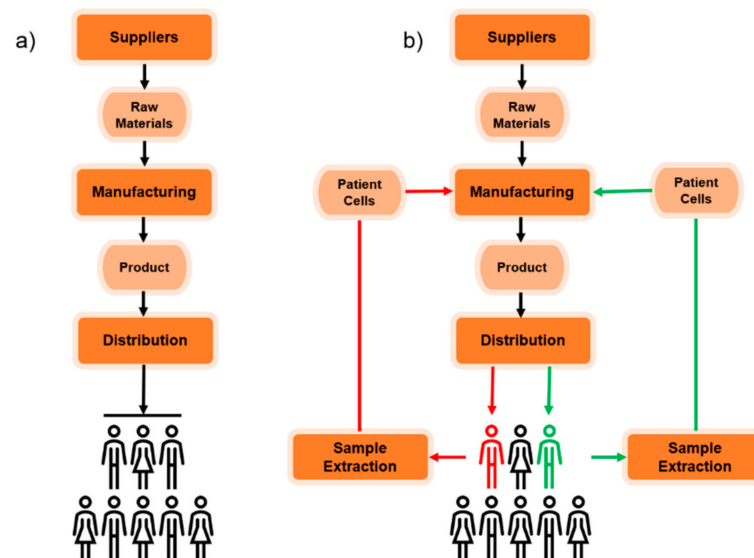 a)
Suppliers
Raw
Materials
Manufacturing
Product
Distribution
b)
Suppliers
Raw
Materials
Patient
Cells
Manufacturing
Patient
Cells
Product
Distribution
Sample
Extraction
Sample
Extraction